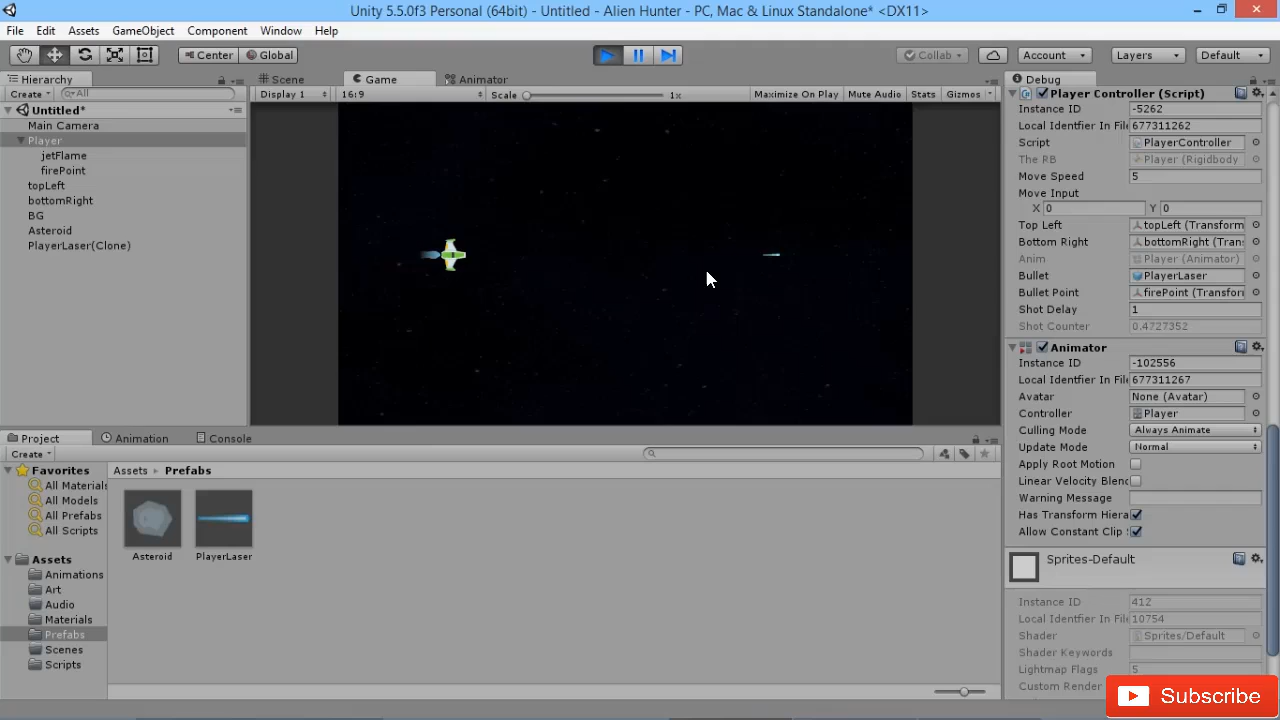 Unity 5.5.0f3 Personal (64bit) - Untitled - Alien Hunter - PC, Mac & Linux Standalone* <DX11>
File Edit Assets GameObject Component Window Help
Center Global Collab Account Layers Default
Hierarchy
Create All
Untitled*
Main Camera
Player
jetFlame
firePoint
topLeft
bottomRight
BG
Asteroid
PlayerLaser(Clone)
Scene Game Animator
Display 1 16:9 Scale 1x Maximize On Play Mute Audio Stats Gizmos
Debug
Player Controller (Script)
Instance ID -5262
Local Identfier In File 677311262
Script PlayerController
The RB Player (Rigidbody
Move Speed 5
Move Input
X 0 Y 0
Top Left topLeft (Transform
Bottom Right bottomRight (Trans
Anim Player (Animator)
Bullet PlayerLaser
Bullet Point firePoint (Transform
Shot Delay 1
Shot Counter 0.4727352
Animator
Instance ID -102556
Local Identfier In File 677311267
Avatar None (Avatar)
Controller Player
Culling Mode Always Animate
Update Mode Normal
Apply Root Motion
Linear Velocity Blend
Warning Message
Has Transform Hiera
Allow Constant Clip S
Sprites-Default
Instance ID 412
Local Identfier In File 10754
Shader Sprites/Default
Shader Keywords
Lightmap Flags 5
Custom Render
Project Animation Console
Create
Favorites
All Materials
All Models
All Prefabs
All Scripts
Assets
Animations
Art
Audio
Materials
Prefabs
Scenes
Scripts
Assets Prefabs
Asteroid PlayerLaser
Subscribe